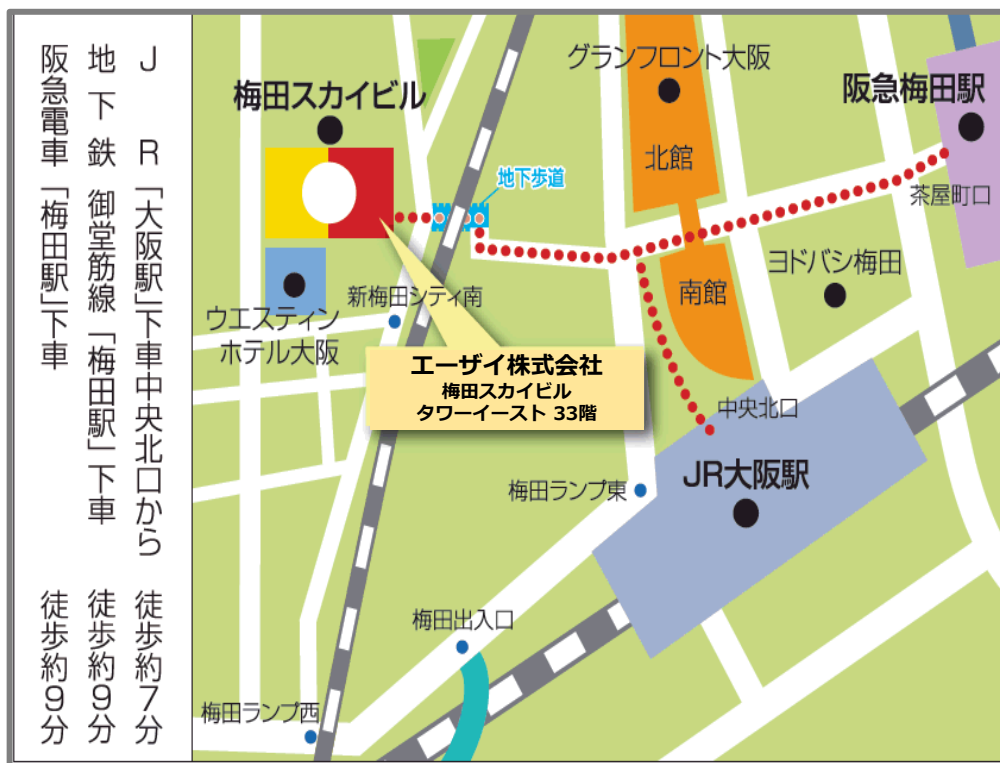 J R「大阪駅」下車中央北口から 徒歩約7分
地下鉄 御堂筋線「梅田駅」下車 徒歩約9分
阪急電車「梅田駅」下車 徒歩約9分
グランフロント大阪
梅田スカイビル
阪急梅田駅
北館
地下歩道
茶屋町口
ヨドバシ梅田
南館
新梅田シティ南
ウエスティン
ホテル大阪
エーザイ株式会社
梅田スカイビル
タワーイースト 33階
中央北口
JR大阪駅
梅田ランプ東
梅田出入口
梅田ランプ西